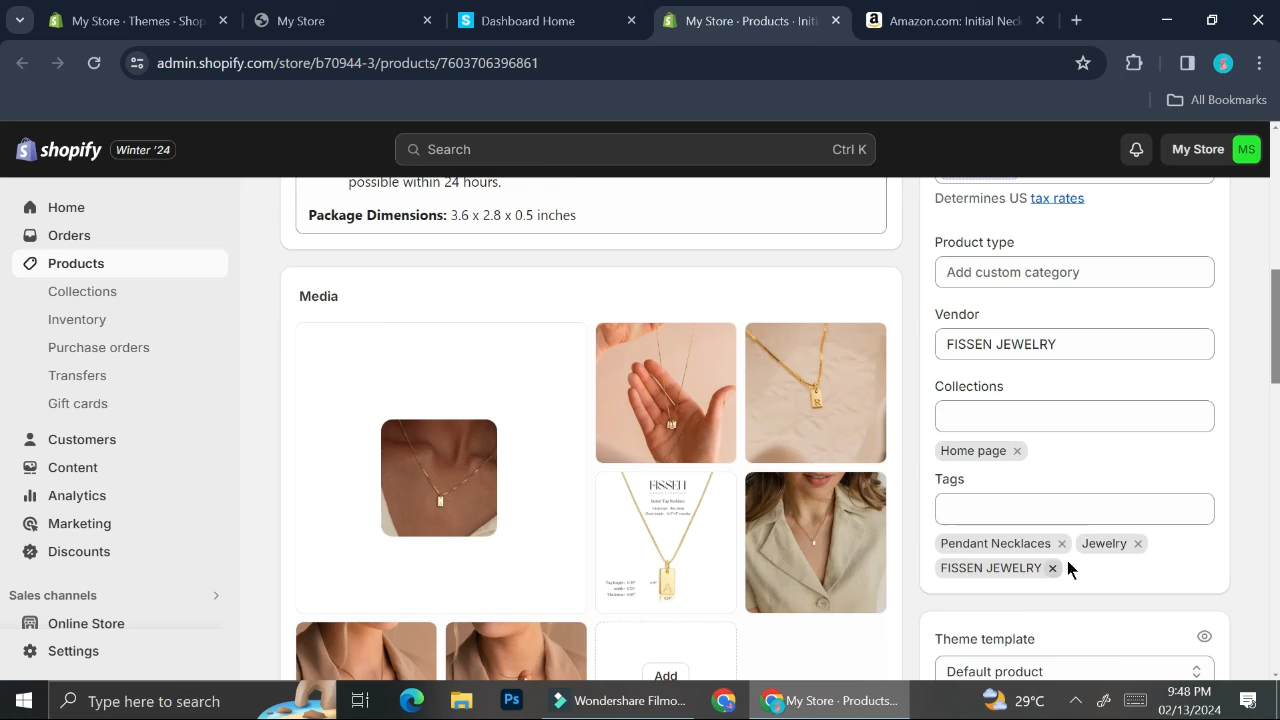 My Store · Themes · Shop
My Store
Dashboard Home
My Store · Products · Initi
Amazon.com: Initial Neck
admin.shopify.com/store/b70944-3/products/7603706396861
All Bookmarks
shopify
Winter '24
Search
Ctrl K
My Store
MS
Home
Orders
Products
Collections
Inventory
Purchase orders
Transfers
Gift cards
Customers
Content
Analytics
Marketing
Discounts
Sales channels
Online Store
Settings
possible within 24 hours.
Package Dimensions: 3.6 x 2.8 x 0.5 inches
Media
R
FISSEN
Initial Tag Necklace
A
Add
Determines US tax rates
Product type
Add custom category
Vendor
FISSEN JEWELRY
Collections
Home page
Tags
Pendant Necklaces
Jewelry
FISSEN JEWELRY
Theme template
Default product
Type here to search
Wondershare Filmo...
My Store · Products...
29°C
9:48 PM
02/13/2024